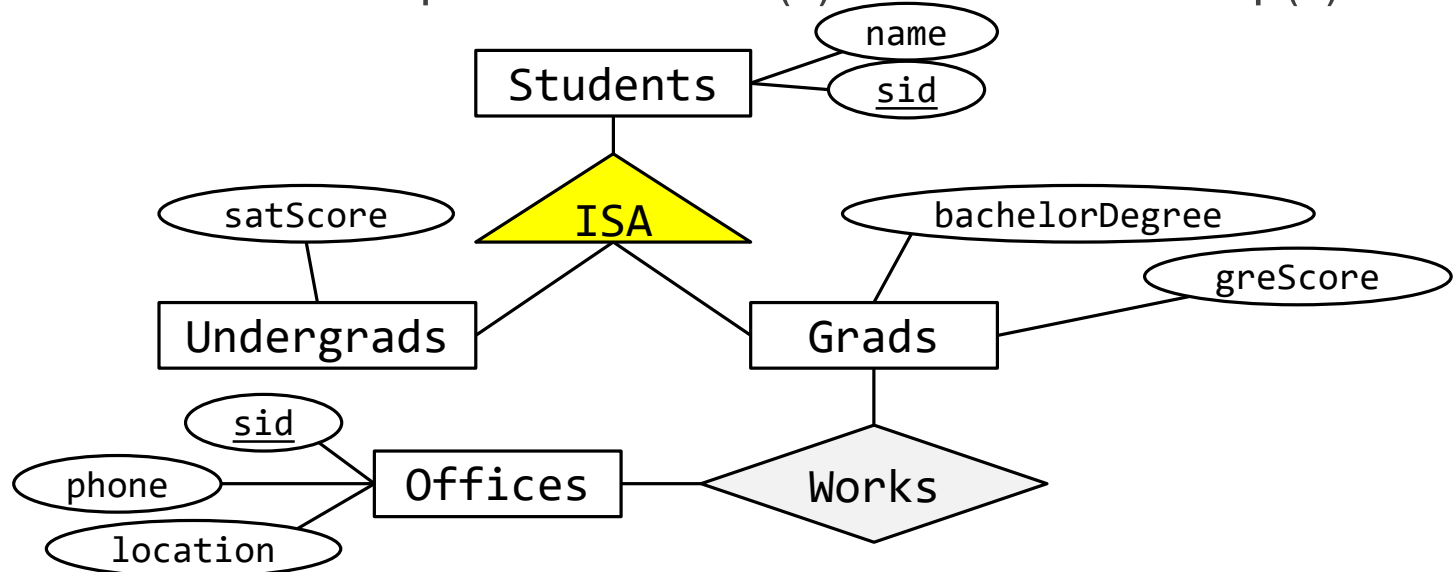 name
Students
sid
satScore
ISA
bachelorDegree
greScore
Undergrads
Grads
sid
phone
Offices
Works
location